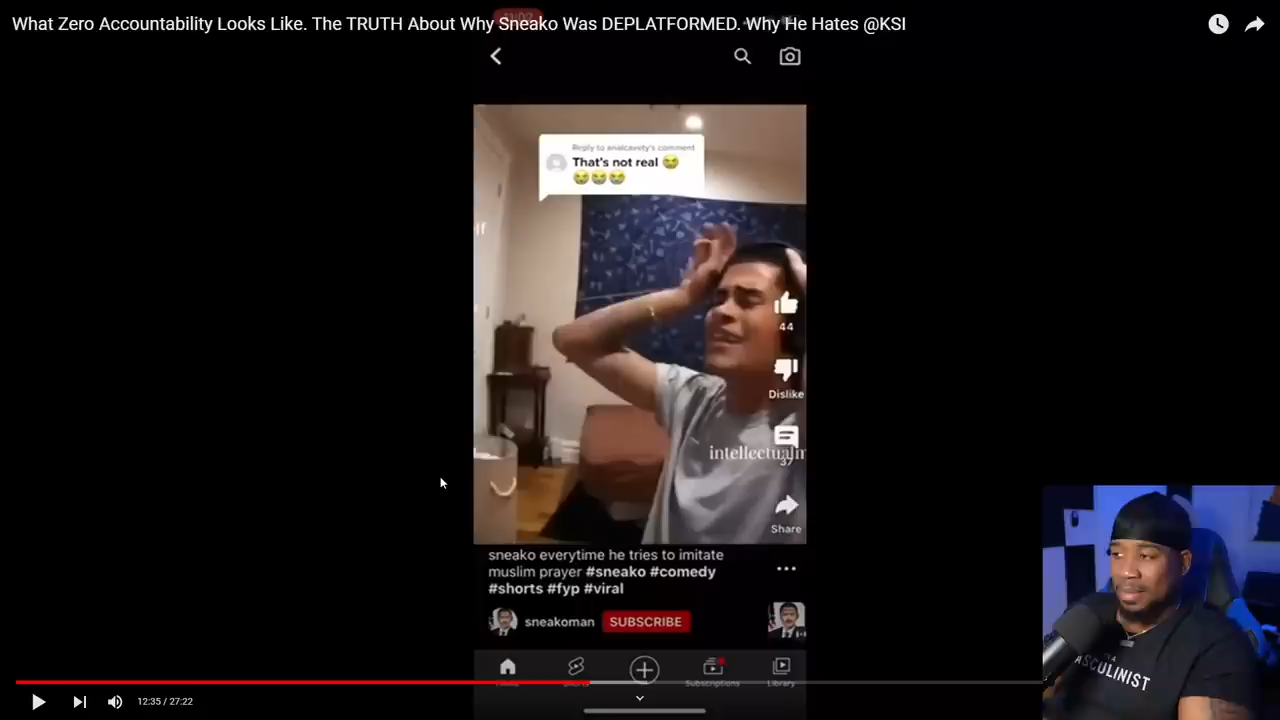 What Zero Accountability Looks Like. The TRUTH About Why Sneako Was DEPLATFORMED. Why He Hates @KSI
Reply to analcavety's comment
That's not real 😭
😭😭😭
44
Dislike
intellectualm
37
Share
sneako everytime he tries to imitate
muslim prayer #sneako #comedy
#shorts #fyp #viral
sneakoman SUBSCRIBE
Subscriptions
Library
ASCULINIST
12:35 / 27:22